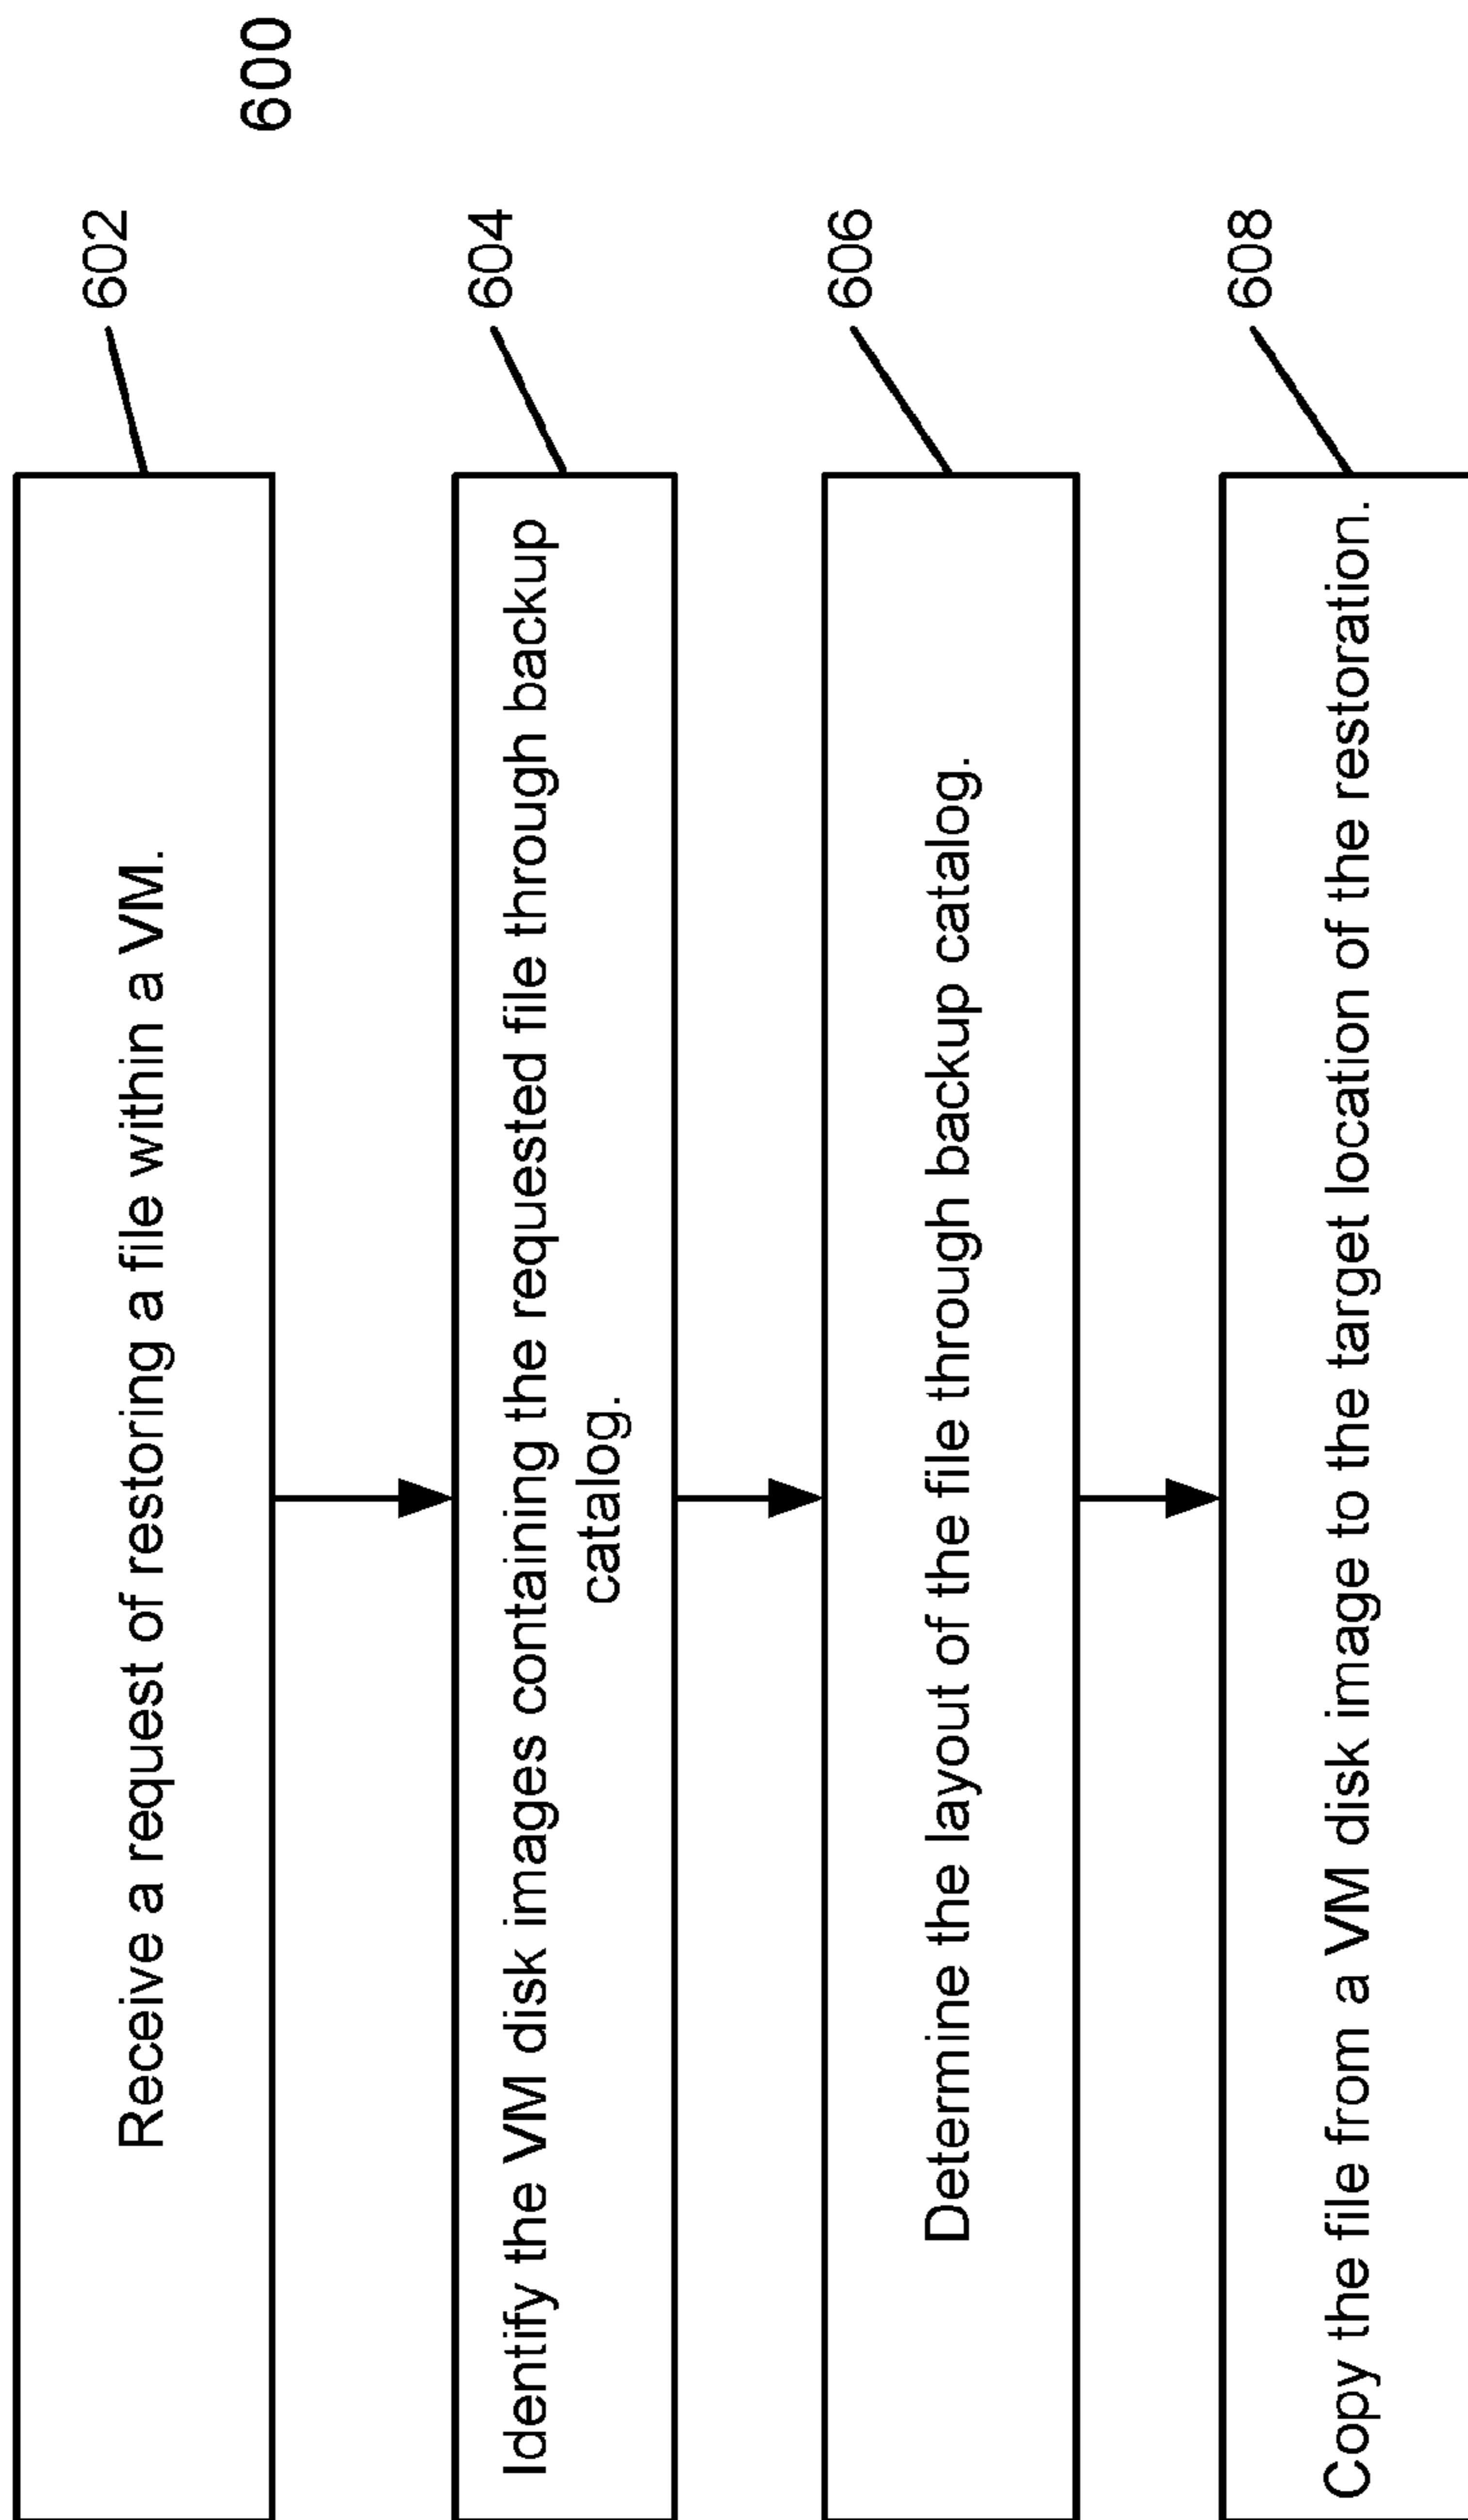 600
602
Receive a request of restoring a file within a VM.
604
Identify the VM disk images containing the requested file through backup
catalog.
606
Determine the layout of the file through backup catalog.
608
Copy the file from a VM disk image to the target location of the restoration.